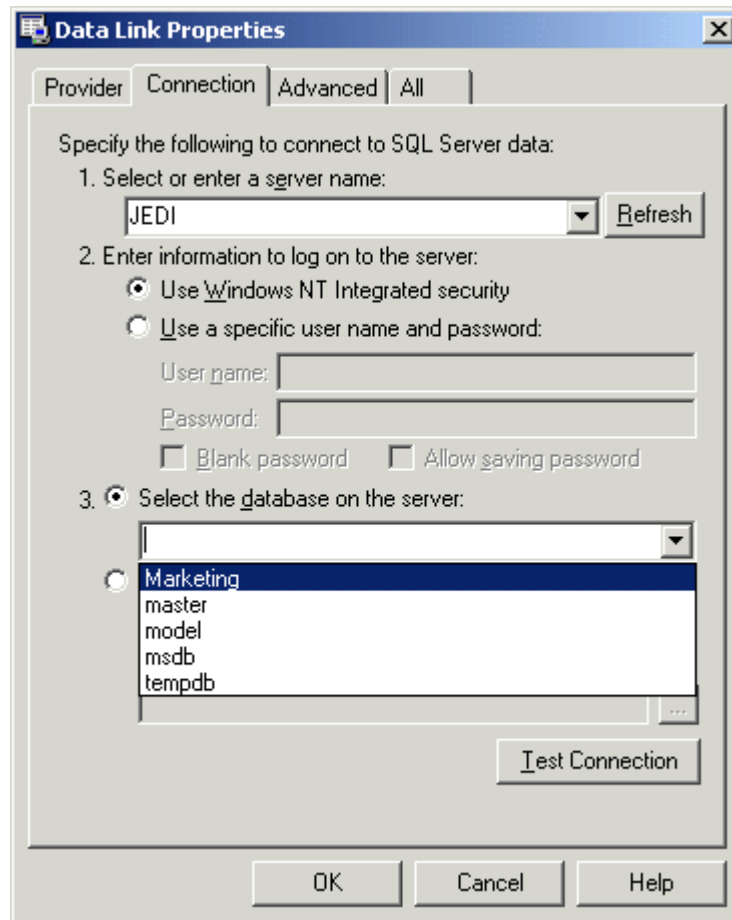 Data Link Properties
Provider Connection Advanced All
Specify the following to connect to SQL Server data:
1. Select or enter a server name:
JEDI Refresh
2. Enter information to log on to the server:
Use Windows NT Integrated security
Use a specific user name and password:
User name:
Password:
Blank password Allow saving password
3. Select the database on the server:
Marketing
master
model
msdb
tempdb
...
Test Connection
OK Cancel Help